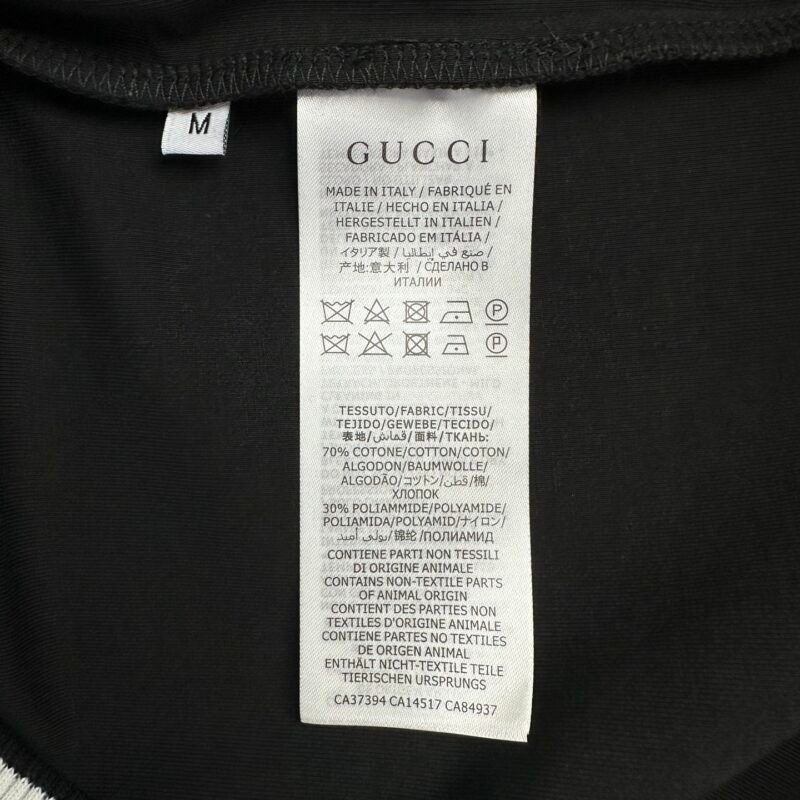 M
GUCCI
MADE IN ITALY / FABRIQUÉ EN
ITALIE / HECHO EN ITALIA /
HERGESTELLT IN ITALIEN /
FABRICADO EM ITÁLIA /
イタリア製 / صنع في إيطاليا /
产地:意大利 / СДЕЛАНО В
ИТАЛИИ
P
P
TESSUTO/FABRIC/TISSU/
TEJIDO/GEWEBE/TECIDO/
表地/قماش/面料/ТКАНЬ:
70% COTONE/COTTON/COTON/
ALGODON/BAUMWOLLE/
ALGODÃO/コットン/قطن/棉/
ХЛОПОК
30% POLIAMMIDE/POLYAMIDE/
POLIAMIDA/POLYAMID/ナイロン/
بولي أميد/锦纶/ПОЛИАМИД
CONTIENE PARTI NON TESSILI
DI ORIGINE ANIMALE
CONTAINS NON-TEXTILE PARTS
OF ANIMAL ORIGIN
CONTIENT DES PARTIES NON
TEXTILES D'ORIGINE ANIMALE
CONTIENE PARTES NO TEXTILES
DE ORIGEN ANIMAL
ENTHÄLT NICHT-TEXTILE TEILE
TIERISCHEN URSPRUNGS
CA37394 CA14517 CA84937